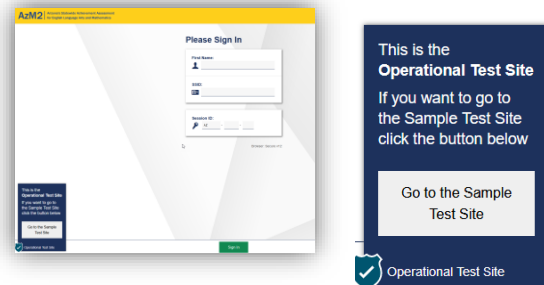 AzM2 Arizona's Statewide Achievement Assessment
for English Language Arts and Mathematics
Please Sign In
First Name:
SSID:
Session ID:
This is the
Operational Test Site
If you want to go to
the Sample Test Site
click the button below
Go to the Sample
Test Site
Operational Test Site
Sign In
This is the
Operational Test Site
If you want to go to
the Sample Test Site
click the button below
Go to the Sample
Test Site
Operational Test Site